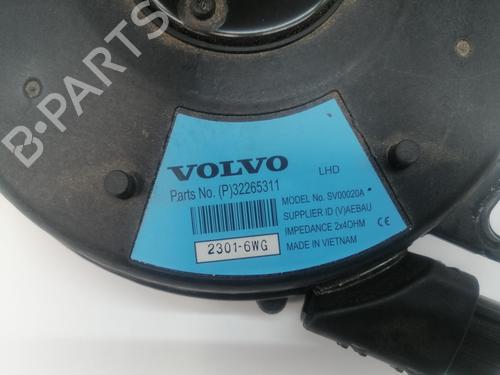 B-PARTS
VOLVO
LHD
Parts No. (P)32265311
MODEL No. SV00020A
SUPPLIER ID (V)AEBAU
IMPEDANCE 2x4OHM CE
2301-6WG
MADE IN VIETNAM